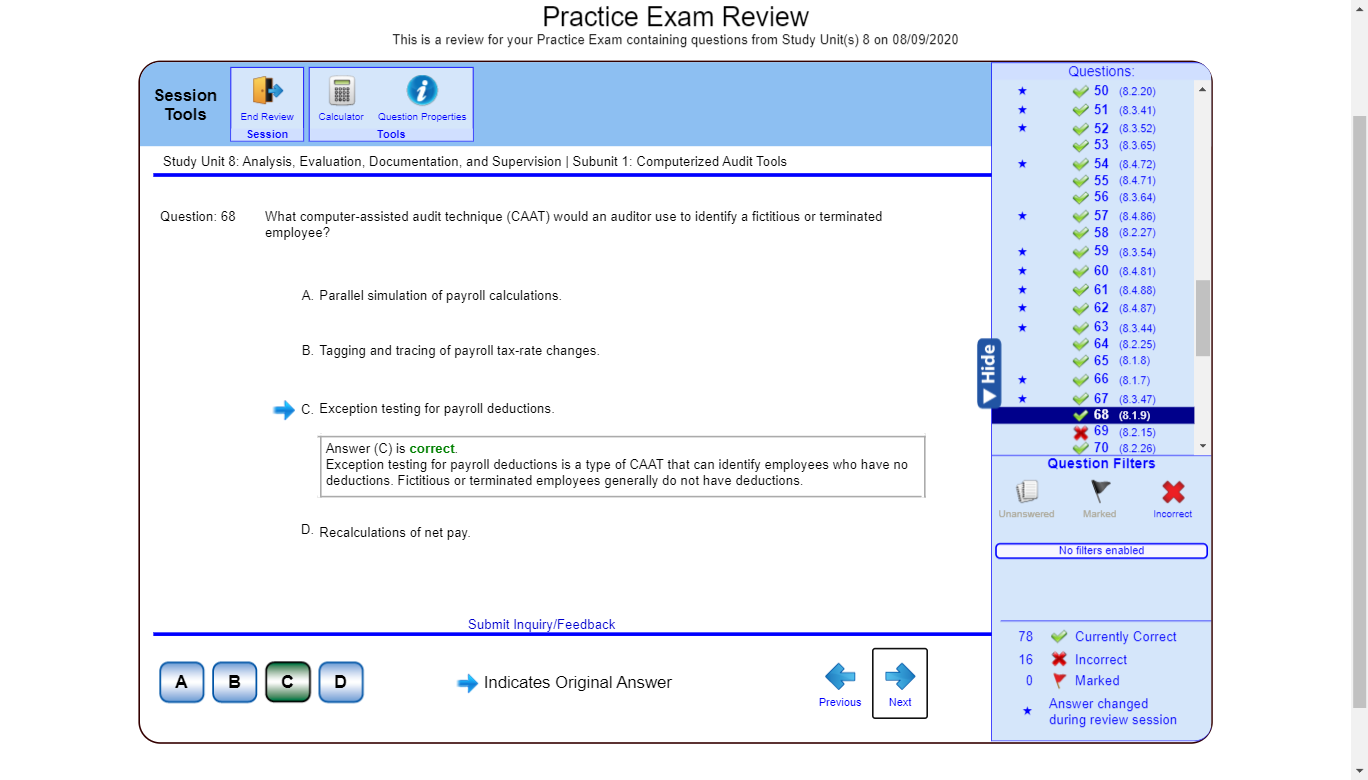 Practice Exam Review
This is a review for your Practice Exam containing questions from Study Unit(s) 8 on 08/09/2020
Session
Tools
End Review
Session
Calculator
Question Properties
Tools
Study Unit 8: Analysis, Evaluation, Documentation, and Supervision | Subunit 1: Computerized Audit Tools
Question: 68
What computer-assisted audit technique (CAAT) would an auditor use to identify a fictitious or terminated
employee?
A. Parallel simulation of payroll calculations.
B. Tagging and tracing of payroll tax-rate changes.
C. Exception testing for payroll deductions.
Answer (C) is correct.
Exception testing for payroll deductions is a type of CAAT that can identify employees who have no
deductions. Fictitious or terminated employees generally do not have deductions.
D. Recalculations of net pay.
Submit Inquiry/Feedback
A B C D
Indicates Original Answer
Previous
Next
Hide
Questions:
50 (8.2.20)
51 (8.3.41)
52 (8.3.52)
53 (8.3.65)
54 (8.4.72)
55 (8.4.71)
56 (8.3.64)
57 (8.4.86)
58 (8.2.27)
59 (8.3.54)
60 (8.4.81)
61 (8.4.88)
62 (8.4.87)
63 (8.3.44)
64 (8.2.25)
65 (8.1.8)
66 (8.1.7)
67 (8.3.47)
68 (8.1.9)
69 (8.2.15)
70 (8.2.26)
Question Filters
Unanswered
Marked
Incorrect
No filters enabled
78 Currently Correct
16 Incorrect
0 Marked
Answer changed
during review session